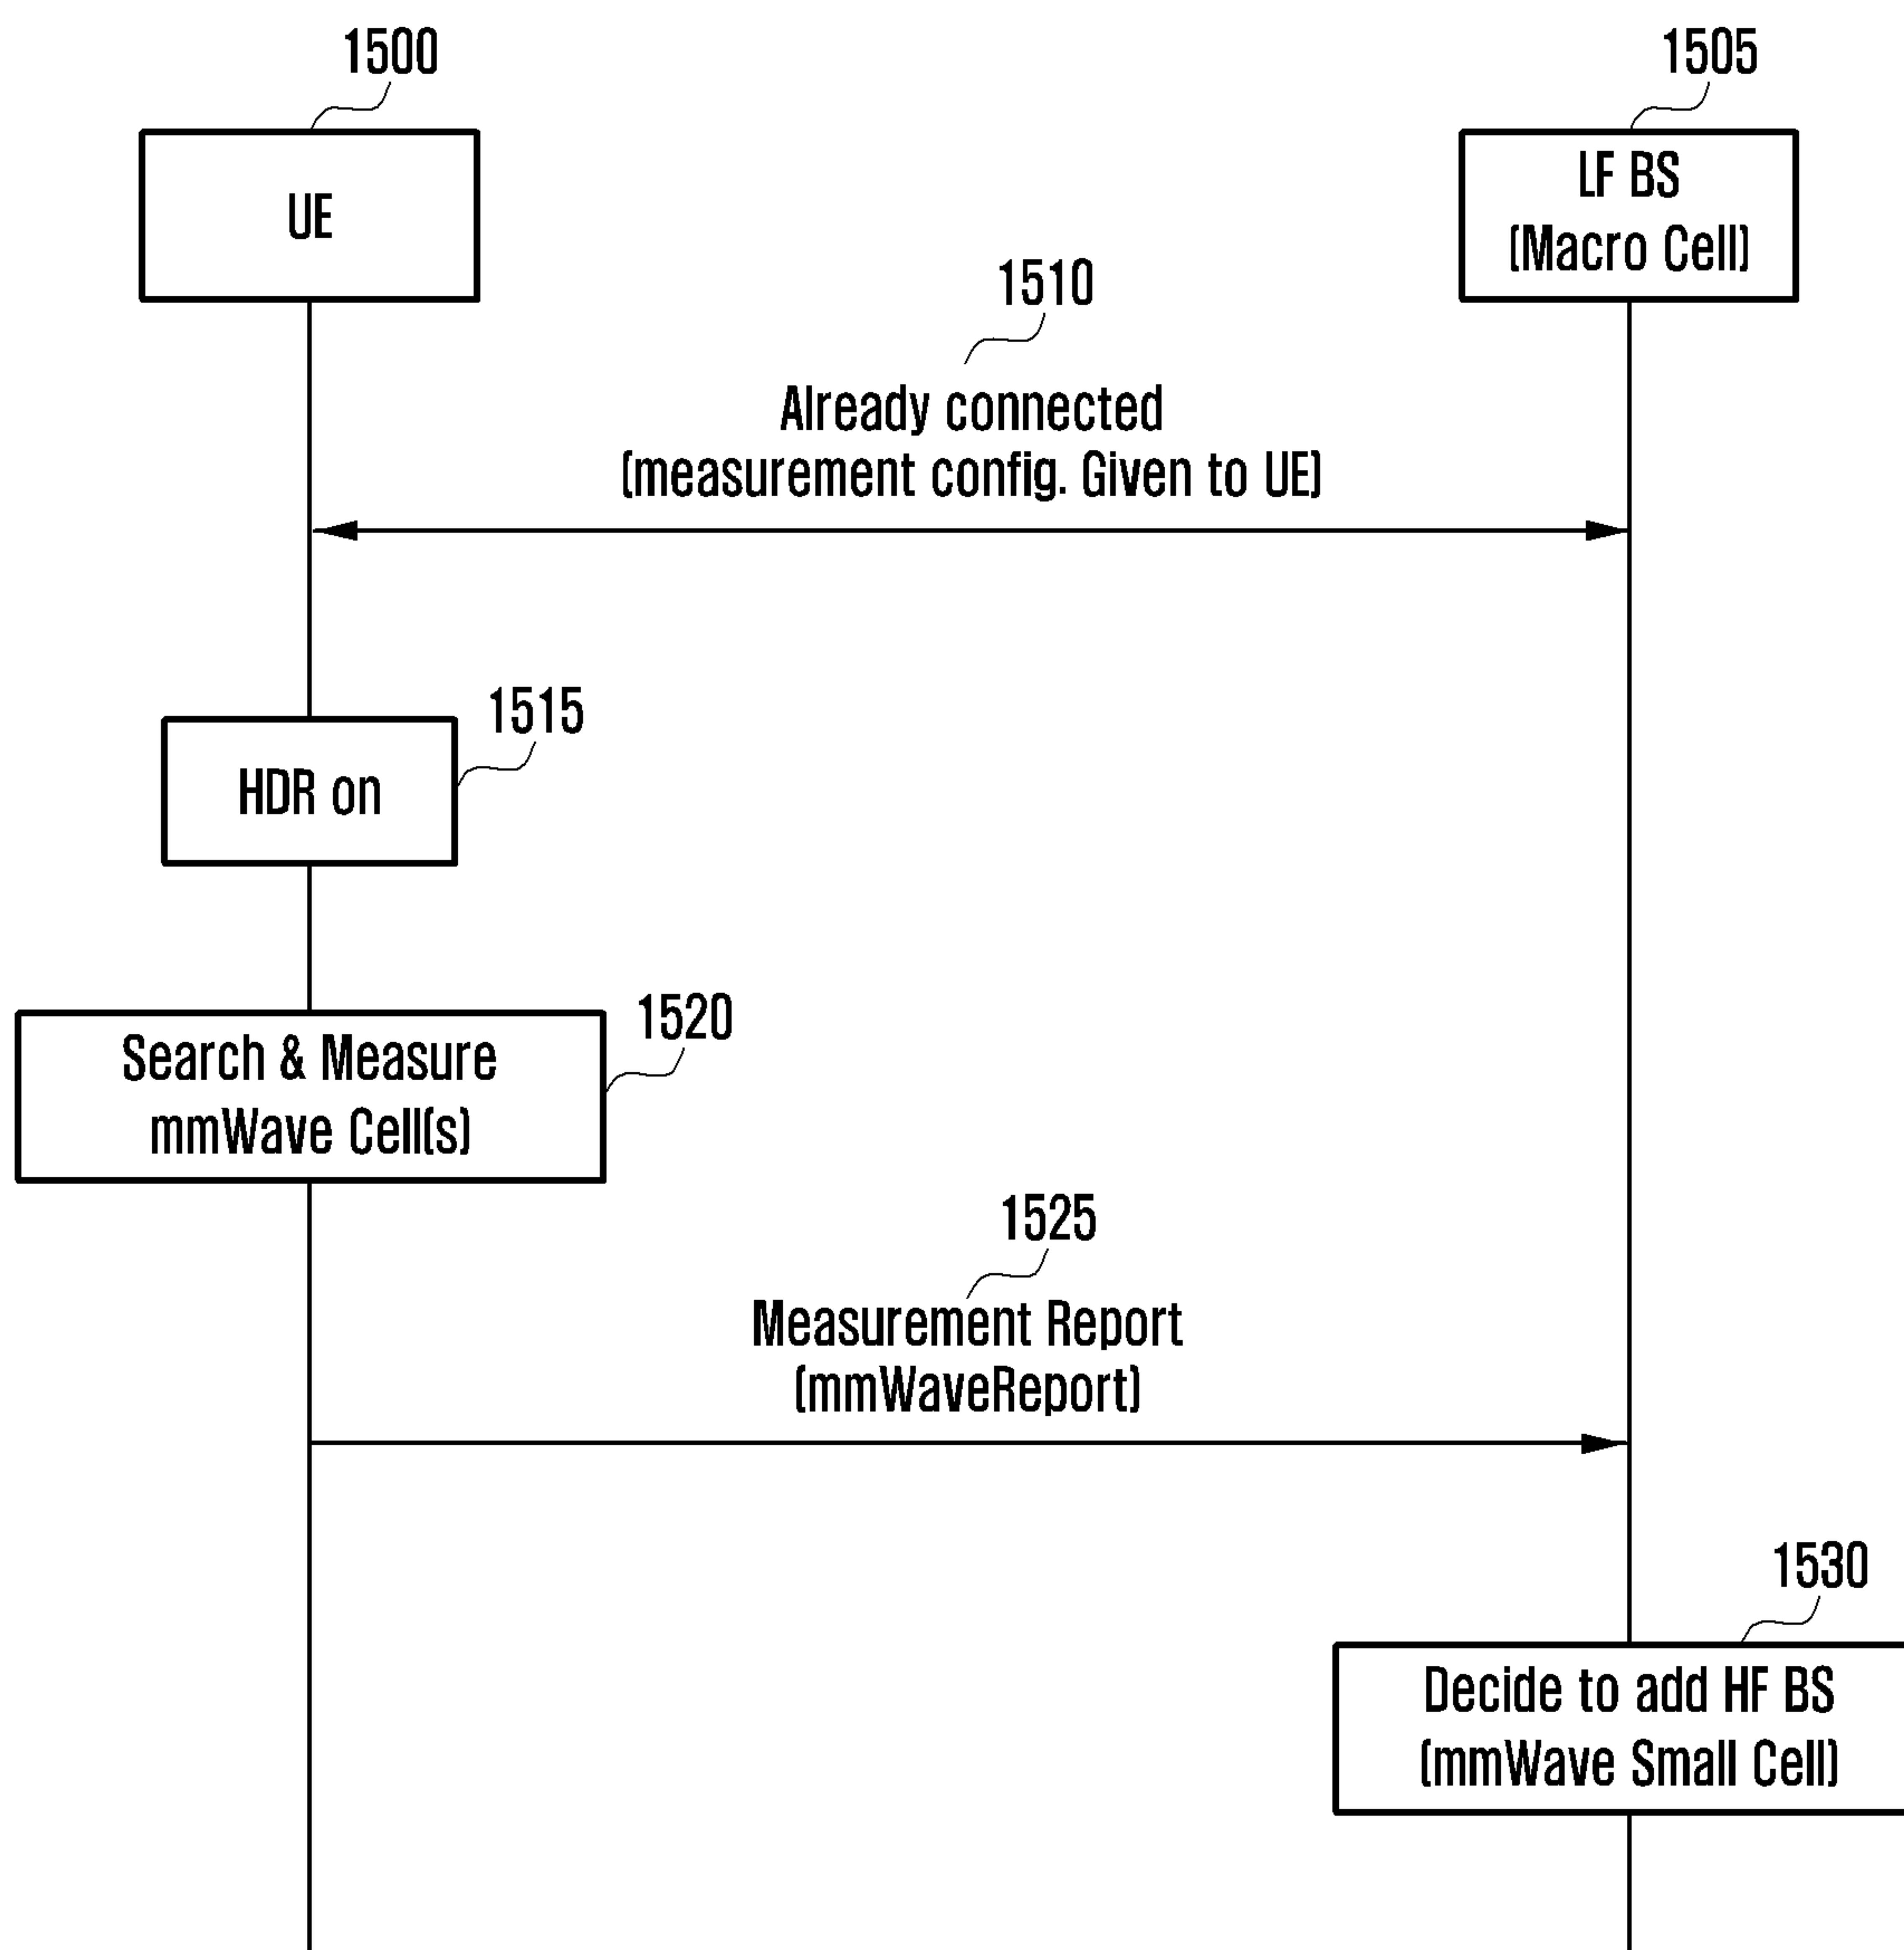 1500
1505
UE
LF BS
(Macro Cell)
1510
Already connected
(measurement config. Given to UE)
1515
HDR on
1520
Search & Measure
mmWave Cell(s)
1525
Measurement Report
(mmWaveReport)
1530
Decide to add HF BS
(mmWave Small Cell)